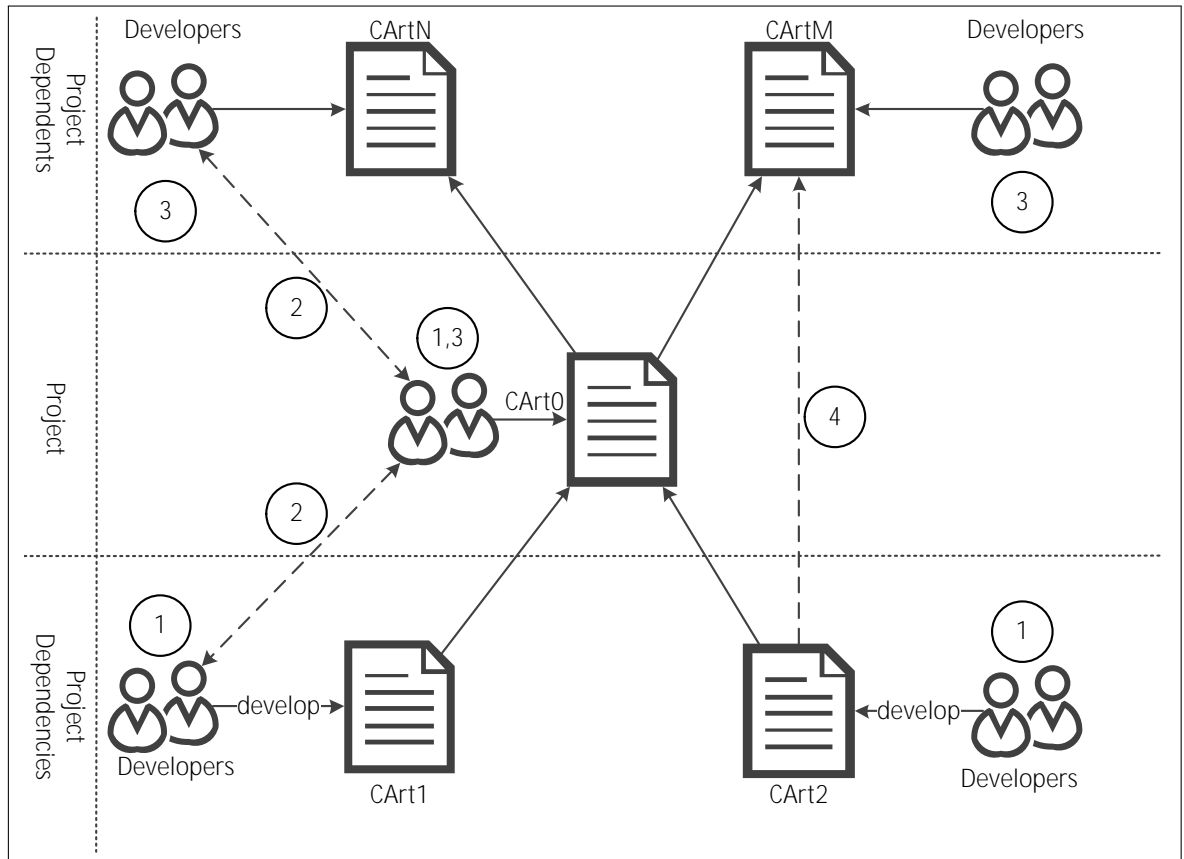 Developers
CArtN
CArtM
Developers
Project
Dependents
3
3
2
1,3
CArt0
4
Project
2
1
1
Project
Dependencies
develop
develop
Developers
CArt1
CArt2
Developers